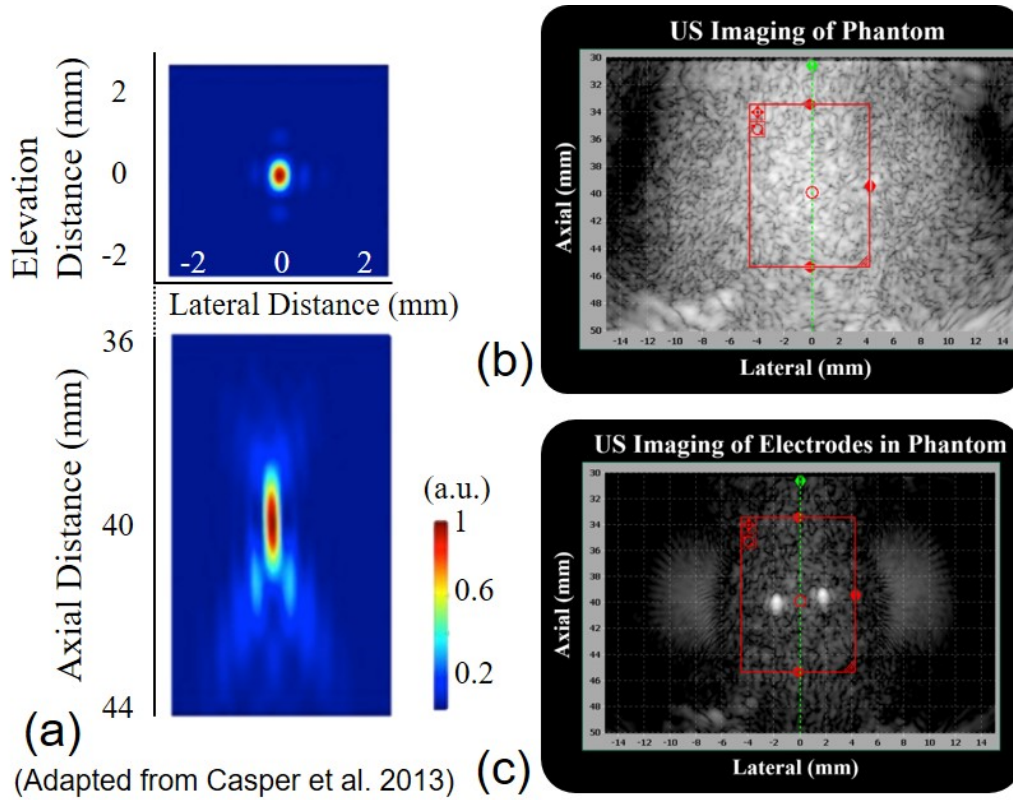 2
0
-2
Elevation
Distance (mm)
-2 0 2
Lateral Distance (mm)
36
40
44
Axial Distance (mm)
(a.u.)
1
0.6
0.2
(a)
(Adapted from Casper et al. 2013)
US Imaging of Phantom
30
34
36
38
40
42
44
46
48
50
Axial (mm)
-14 -12 -10 -8 -6 -4 -2 0 2 4 6 8 10 12 14
Lateral (mm)
(b)
US Imaging of Electrodes in Phantom
30
32
34
36
38
40
42
44
46
48
50
Axial (mm)
-14 -12 -10 -8 -6 -4 -2 0 2 4 6 8 10 12 14
Lateral (mm)
(c)